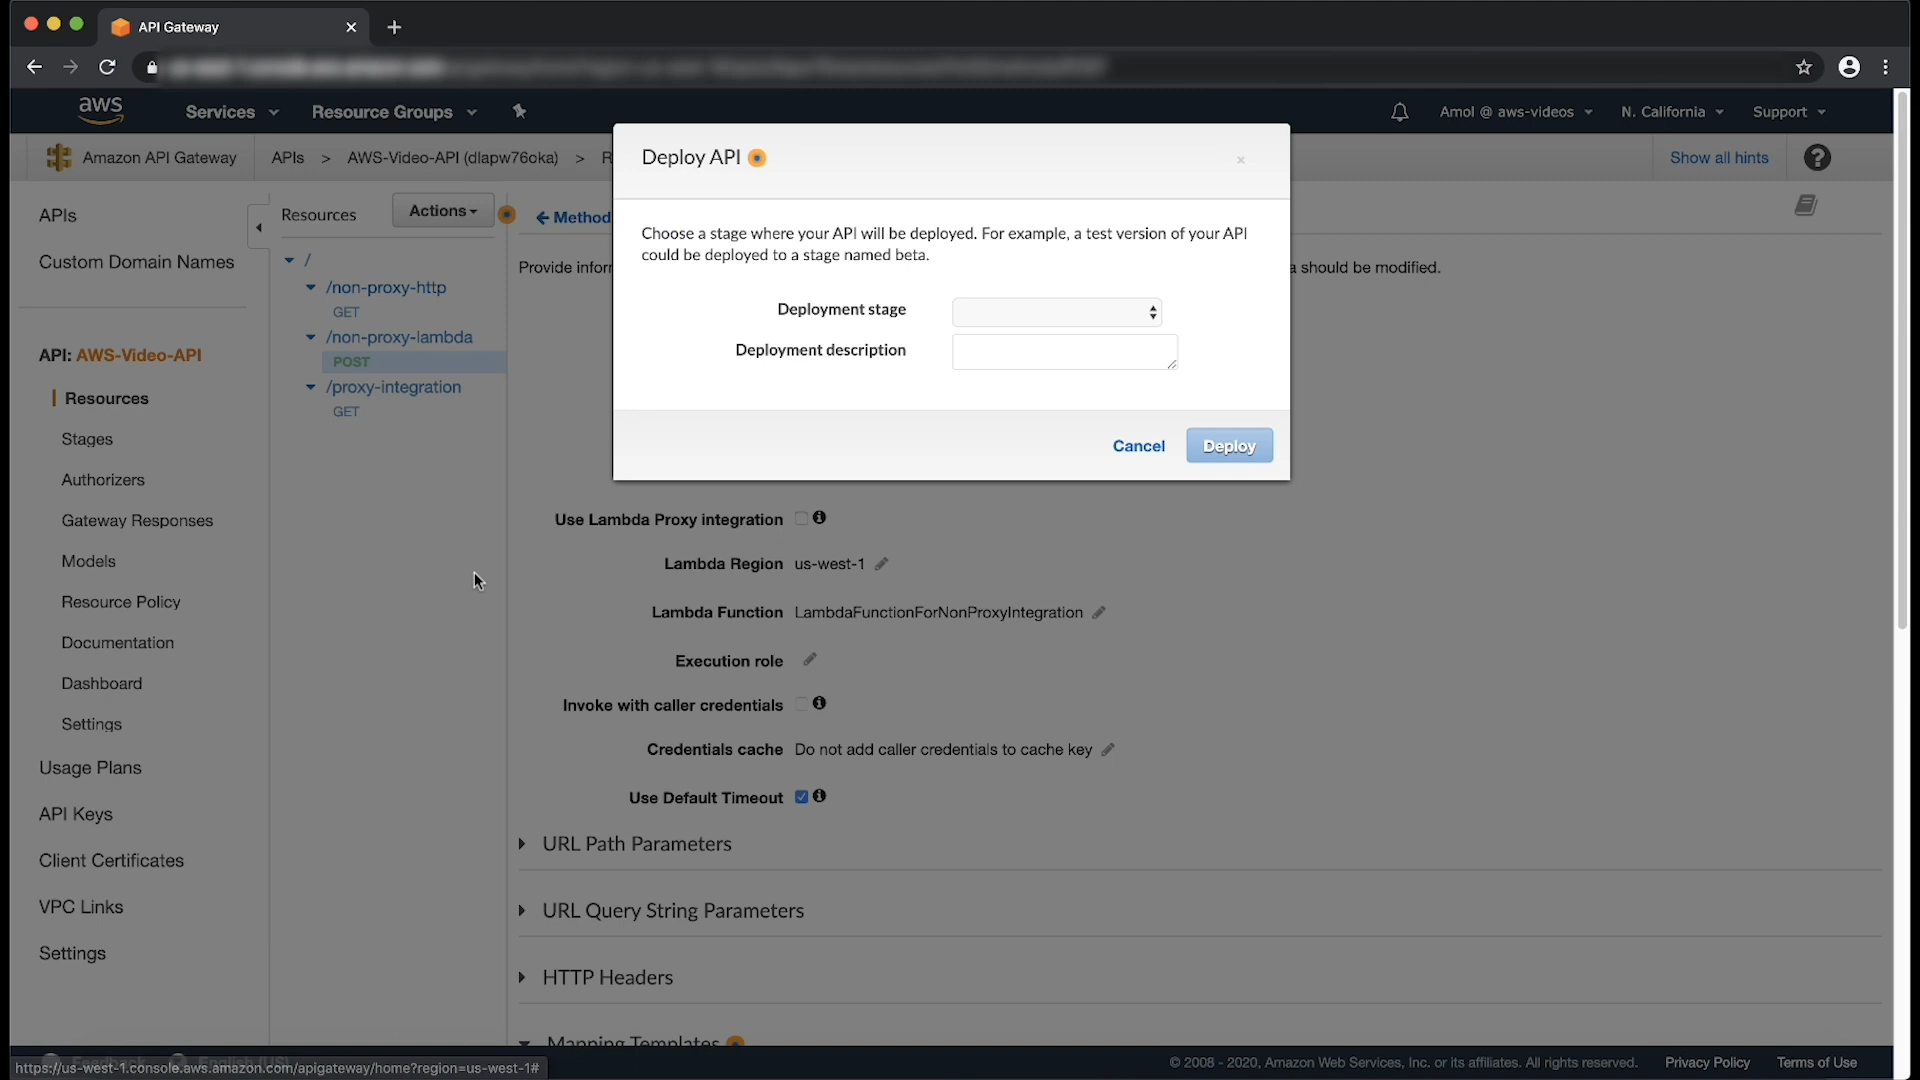 API Gateway
aws
Services
Resource Groups
Amol @ aws-videos
N. California
Support
Amazon API Gateway
APIs > AWS-Video-API (dlapw76oka) > R
Show all hints
Deploy API
Choose a stage where your API will be deployed. For example, a test version of your API
could be deployed to a stage named beta.
Deployment stage
Deployment description
Cancel
Deploy
APIs
Custom Domain Names
API: AWS-Video-API
Resources
Stages
Authorizers
Gateway Responses
Models
Resource Policy
Documentation
Dashboard
Settings
Usage Plans
API Keys
Client Certificates
VPC Links
Settings
Resources
Actions
/
/non-proxy-http
GET
/non-proxy-lambda
POST
/proxy-integration
GET
Method
Provide infor
a should be modified.
Use Lambda Proxy integration
Lambda Region us-west-1
Lambda Function LambdaFunctionForNonProxyIntegration
Execution role
Invoke with caller credentials
Credentials cache Do not add caller credentials to cache key
Use Default Timeout
URL Path Parameters
URL Query String Parameters
HTTP Headers
Mapping Templates
Feedback
English (US)
https://us-west-1.console.aws.amazon.com/apigateway/home?region=us-west-1#
© 2008 - 2020, Amazon Web Services, Inc. or its affiliates. All rights reserved.
Privacy Policy
Terms of Use